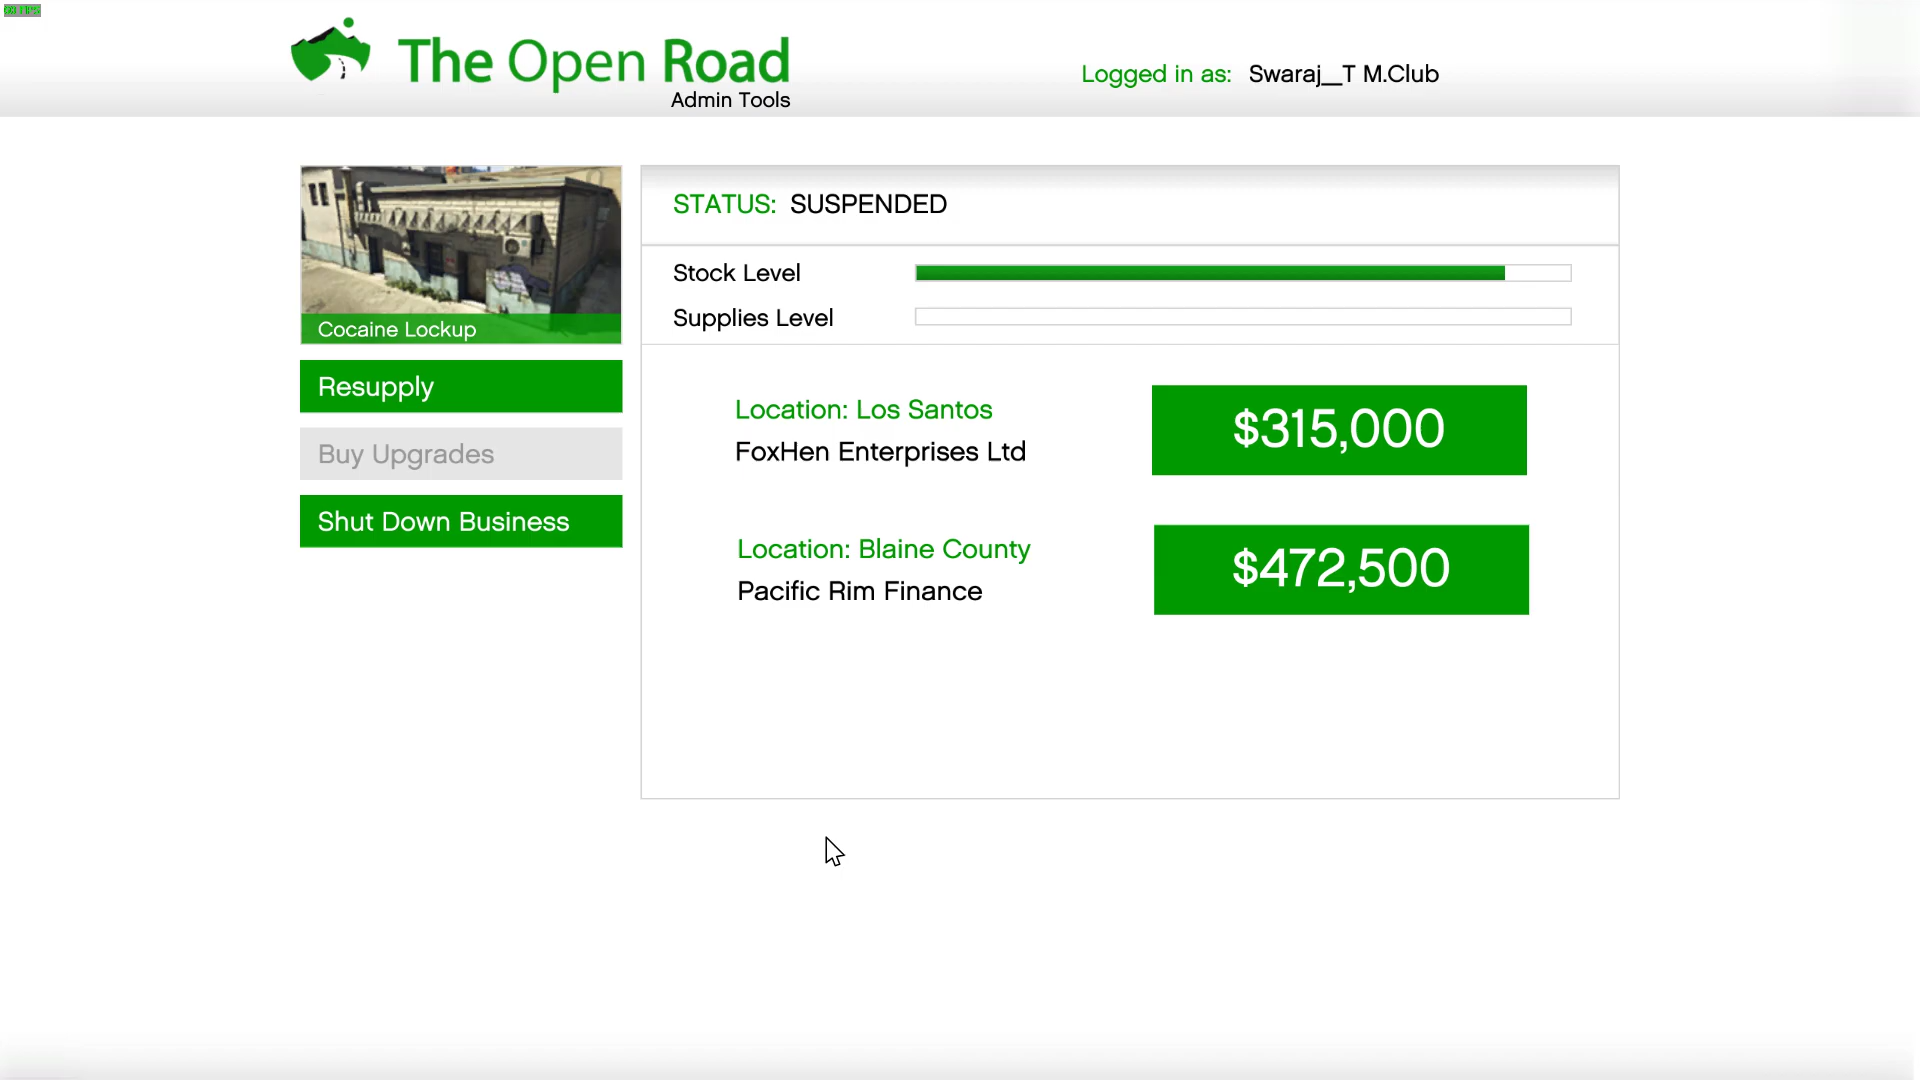 The Open Road
Admin Tools
Logged in as: Swaraj__T M.Club
Cocaine Lockup
Resupply
Buy Upgrades
Shut Down Business
STATUS: SUSPENDED
Stock Level
Supplies Level
Location: Los Santos
FoxHen Enterprises Ltd
$315,000
Location: Blaine County
Pacific Rim Finance
$472,500